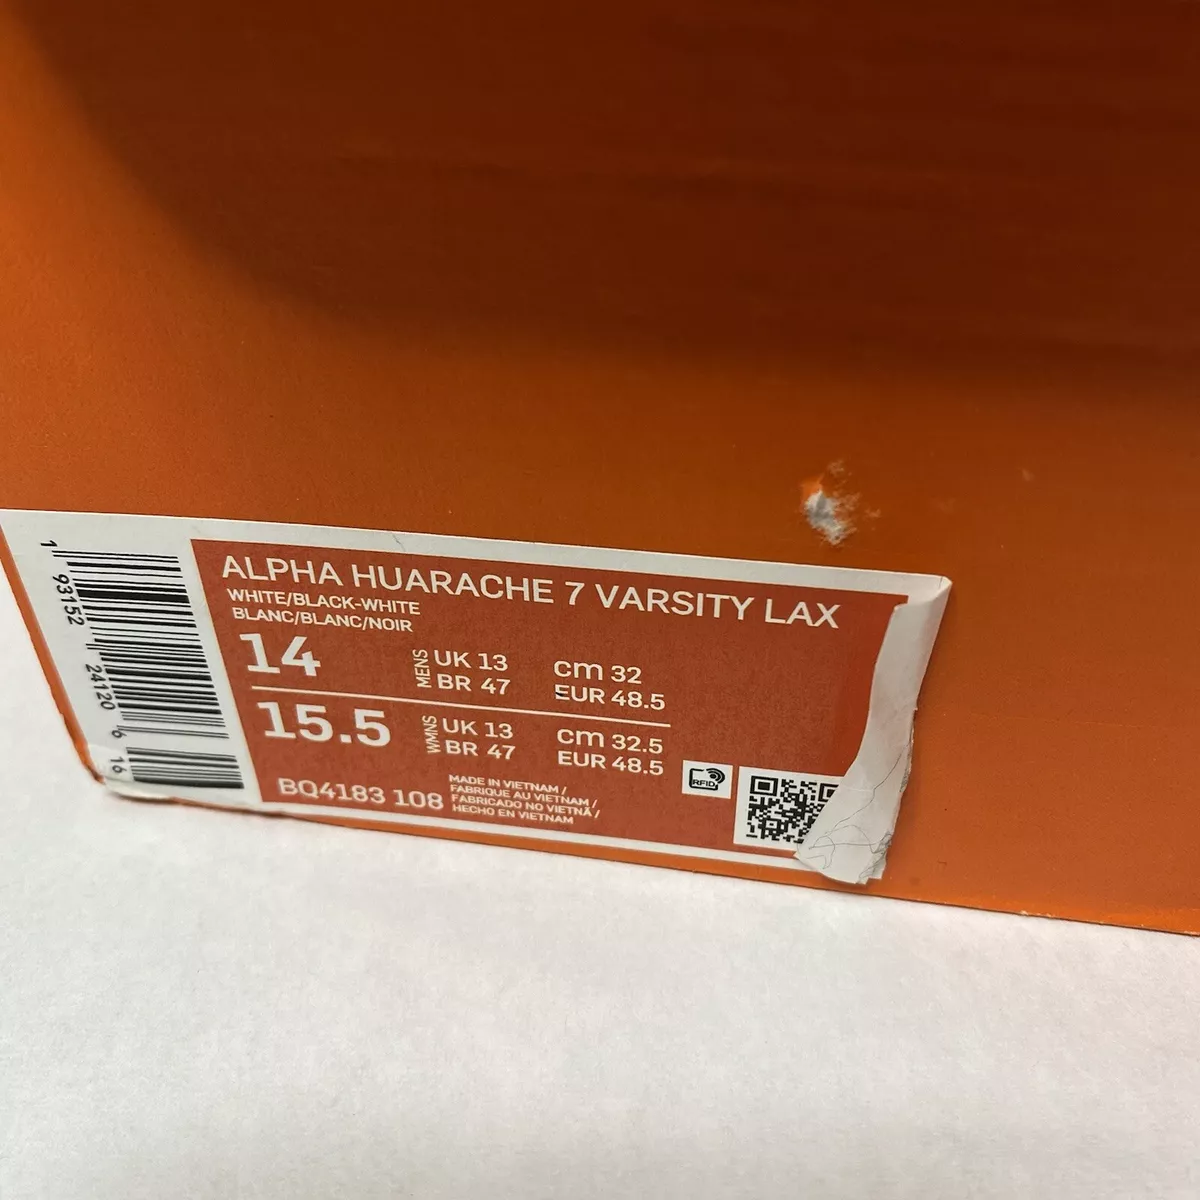 ALPHA HUARACHE 7 VARSITY LAX
WHITE/BLACK-WHITE
BLANC/BLANC/NOIR
14
MENS
UK 13
cm 32
BR 47
EUR 48.5
15.5
WMNS
UK 13
cm 32.5
BR 47
EUR 48.5
BQ4183 108
MADE IN VIETNAM /
FABRIQUE AU VIETNAM /
FABRICADO NO VIETNÃ /
HECHO EN VIETNAM
RFID
1 93152 24120 6 16